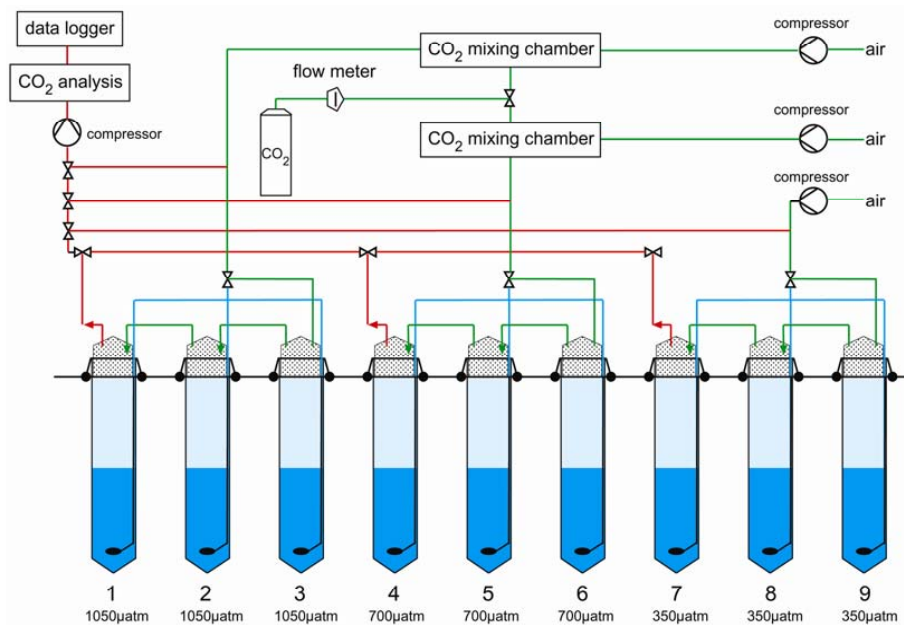 data logger
CO2 analysis
compressor
flow meter
CO2
CO2 mixing chamber
CO2 mixing chamber
compressor
air
compressor
air
compressor
air
1 2 3 4 5 6 7 8 9
1050µatm 1050µatm 1050µatm 700µatm 700µatm 700µatm 350µatm 350µatm 350µatm